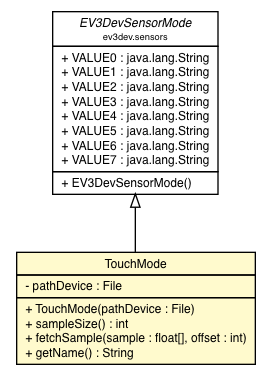 EV3DevSensorMode
ev3dev.sensors
+ VALUE0 : java.lang.String
+ VALUE1 : java.lang.String
+ VALUE2 : java.lang.String
+ VALUE3 : java.lang.String
+ VALUE4 : java.lang.String
+ VALUE5 : java.lang.String
+ VALUE6 : java.lang.String
+ VALUE7 : java.lang.String
+ EV3DevSensorMode()
TouchMode
- pathDevice : File
+ TouchMode(pathDevice : File)
+ sampleSize() : int
+ fetchSample(sample : float[], offset : int)
+ getName() : String